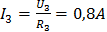 I₃ = U₃/R₃ = 0,8A